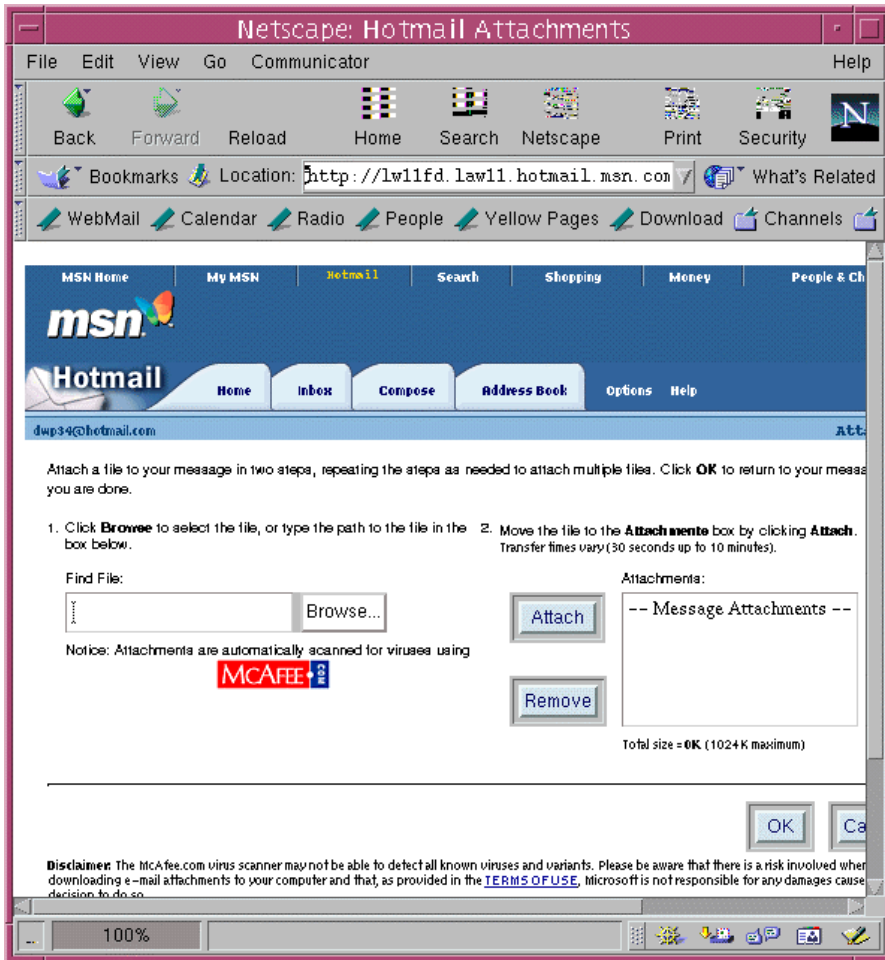 Netscape: Hotmail Attachments
File Edit View Go Communicator Help
Back Forward Reload Home Search Netscape Print Security N
Bookmarks Location: http://lw11fd.law11.hotmail.msn.com What's Related
WebMail Calendar Radio People Yellow Pages Download Channels
MSN Home My MSN Hotmail Search Shopping Money People & Ch
msn
Hotmail Home Inbox Compose Address Book Options Help
dwp34@hotmail.com Atta
Attach a file to your message in two steps, repeating the steps as needed to attach multiple files. Click OK to return to your messa
you are done.
1. Click Browse to select the file, or type the path to the file in the
box below.
2. Move the file to the Attachments box by clicking Attach.
Transfer times vary (30 seconds up to 10 minutes).
Find File:
Browse...
Notice: Attachments are automatically scanned for viruses using
McAFEE.COM
Attach
Remove
Attachments:
-- Message Attachments --
Total size = 0K (1024K maximum)
OK Ca
Disclaimer: The McAfee.com virus scanner may not be able to detect all known viruses and variants. Please be aware that there is a risk involved when
downloading e-mail attachments to your computer and that, as provided in the TERMS OF USE, Microsoft is not responsible for any damages cause
decision to do so
100%